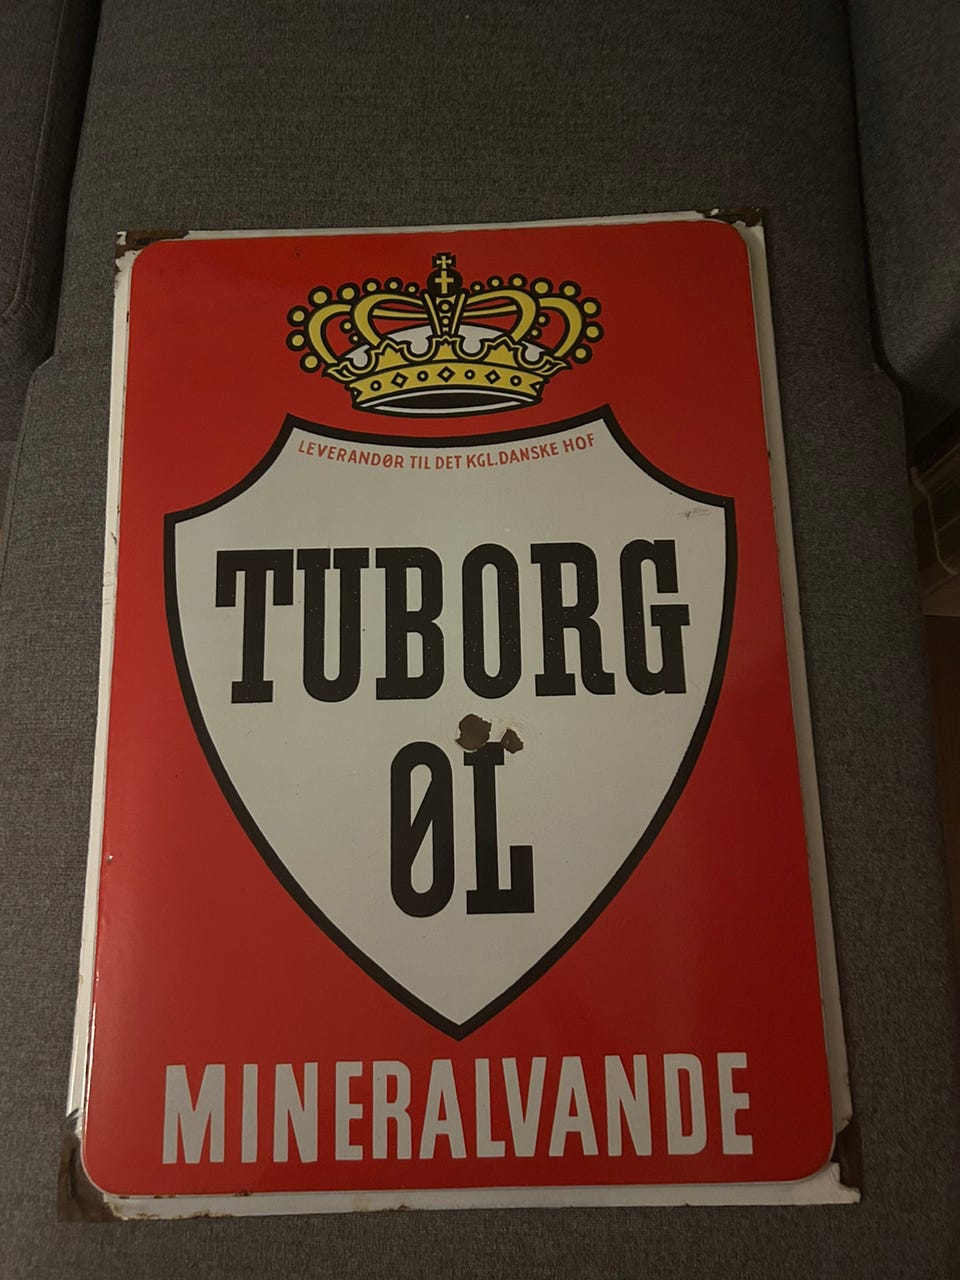 LEVERANDØR TIL DET KGL. DANSKE HOF
TUBORG
ØL
MINERALVANDE